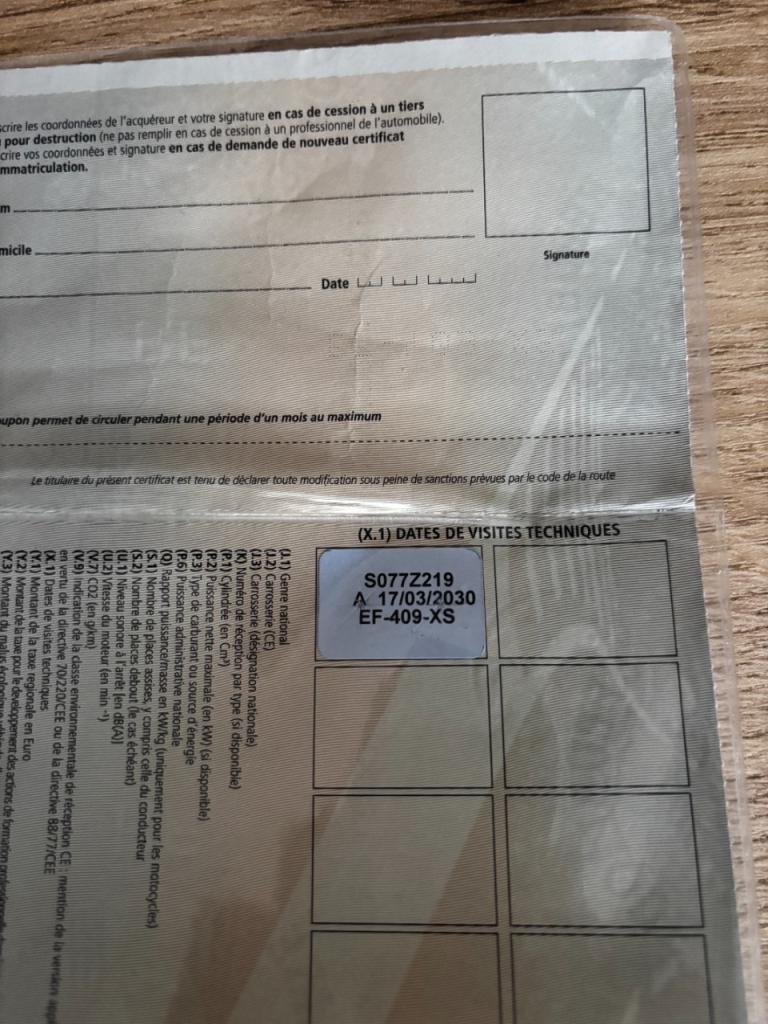 crire les coordonnées de l'acquéreur et votre signature en cas de cession à un tiers
pour destruction (ne pas remplir en cas de cession à un professionnel de l'automobile).
crire vos coordonnées et signature en cas de demande de nouveau certificat
mmatriculation.
m
micile
Signature
Date
upon permet de circuler pendant une période d'un mois au maximum
Le titulaire du présent certificat est tenu de déclarer toute modification sous peine de sanctions prévues par le code de la route
(X.1) DATES DE VISITES TECHNIQUES
S077Z219
A 17/03/2030
EF-409-XS
(J.1) Genre national
(J.2) Carrosserie (CE)
(J.3) Carrosserie (désignation nationale)
(K) Numéro de réception par type (si disponible)
(P.1) Cylindrée (en Cm³)
(P.2) Puissance nette maximale (en kW) (si disponible)
(P.3) Type de carburant ou source d'énergie
(P.6) Puissance administrative nationale
(Q) Rapport puissance/masse en kW/kg (uniquement pour les motocycles)
(S.1) Nombre de places assises, y compris celle du conducteur
(S.2) Nombre de places debout (le cas échéant)
(U.1) Niveau sonore à l'arrêt [en dB(A)]
(U.2) Vitesse du moteur (en min ⁻¹)
(V.7) CO2 (en g/km)
(V.9) Indication de la classe environnementale de réception CE ; mention de la version
en vertu de la directive 70/220/CEE ou de la directive 88/77/CEE
(X.1) Dates de visites techniques
(Y.1) Montant de la taxe régionale en Euro
(Y.2) Montant de la taxe pour le développement des actions de formation professionnelle
(Y.3) Montant du malus écologique